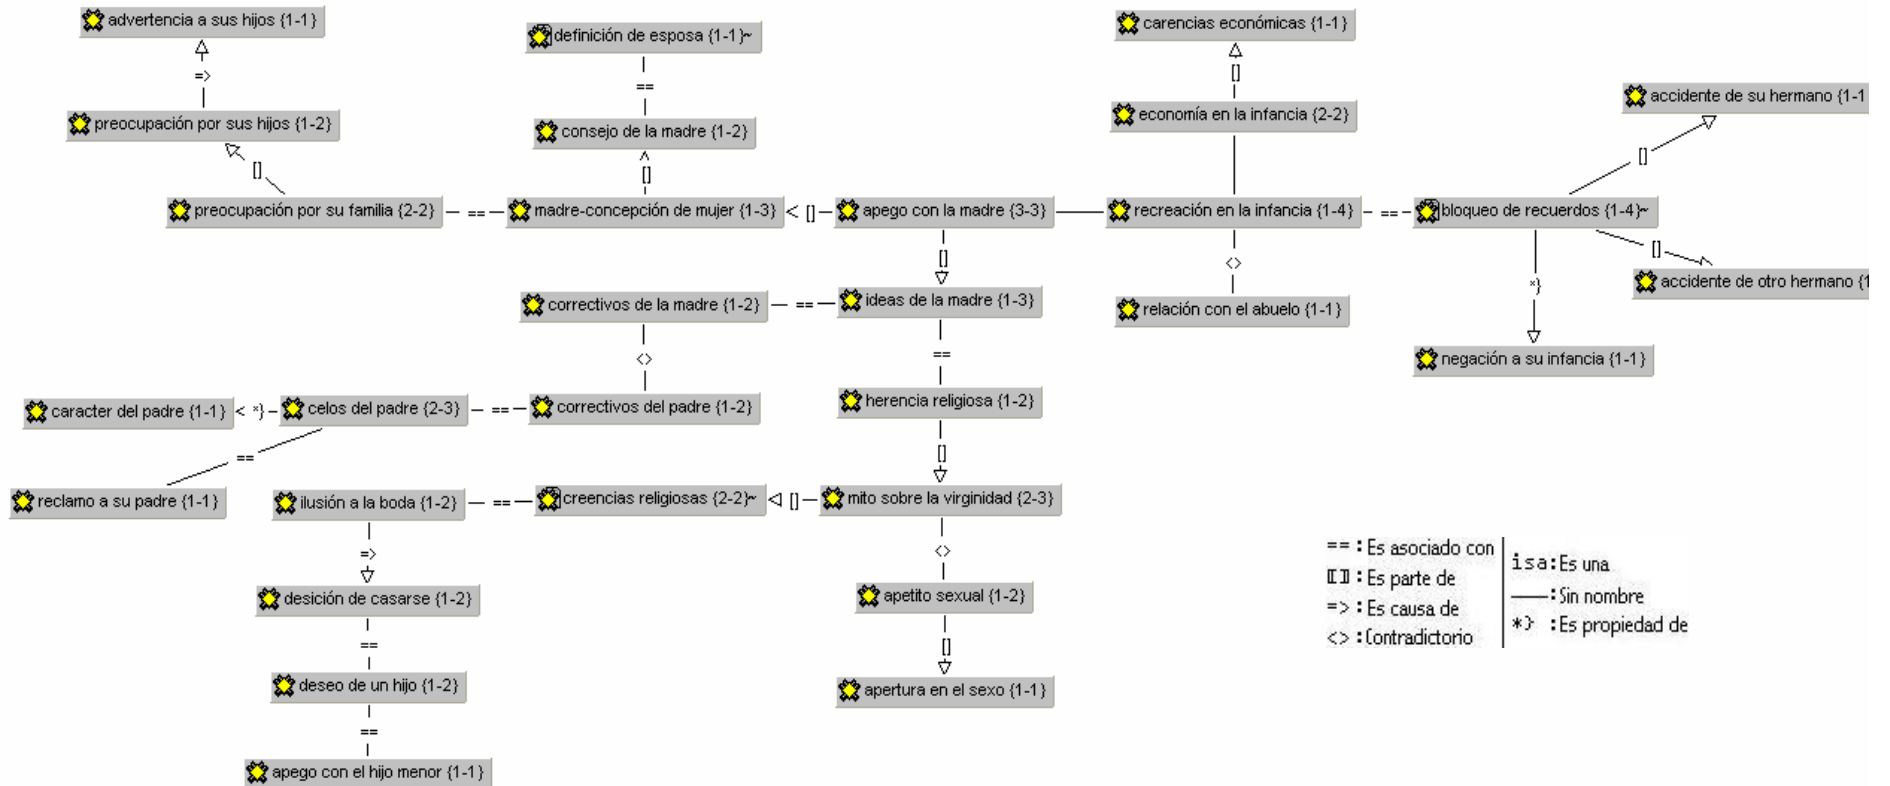 advertencia a sus hijos {1-1}
definición de esposa {1-1}~
carencias económicas {1-1}
=>
==
[]
accidente de su hermano {1-1
preocupación por sus hijos {1-2}
consejo de la madre {1-2}
economía en la infancia {2-2}
[]
[]
[]
preocupación por su familia {2-2}
==
madre-concepción de mujer {1-3}
< []
apego con la madre {3-3}
recreación en la infancia {1-4}
==
bloqueo de recuerdos {1-4}~
[]
<>
[]
*}
accidente de otro hermano {1
correctivos de la madre {1-2}
==
ideas de la madre {1-3}
relación con el abuelo {1-1}
<>
==
negación a su infancia {1-1}
caracter del padre {1-1}
< *}
celos del padre {2-3}
==
correctivos del padre {1-2}
herencia religiosa {1-2}
==
[]
reclamo a su padre {1-1}
ilusión a la boda {1-2}
==
creencias religiosas {2-2}~
[]
mito sobre la virginidad {2-3}
=>
<>
desición de casarse {1-2}
apetito sexual {1-2}
==
[]
deseo de un hijo {1-2}
apertura en el sexo {1-1}
==
apego con el hijo menor {1-1}
== : Es asociado con
[] : Es parte de
=> : Es causa de
<> : Contradictorio
isa: Es una
——: Sin nombre
*} : Es propiedad de